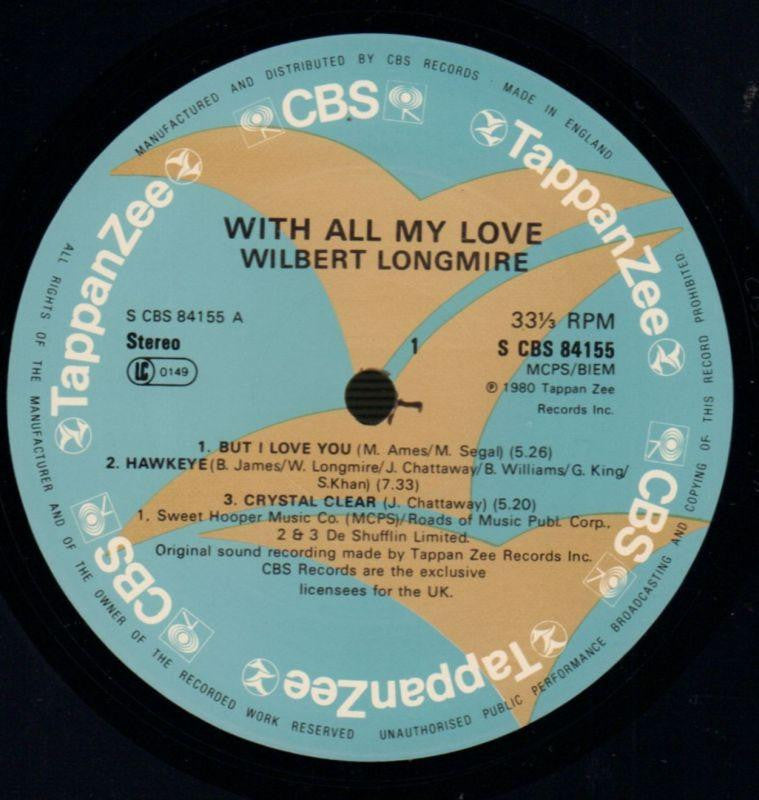 MANUFACTURED AND DISTRIBUTED BY CBS RECORDS MADE IN ENGLAND
CBS
TappanZee
TappanZee
WITH ALL MY LOVE
WILBERT LONGMIRE
S CBS 84155 A
33⅓ RPM
Stereo
1
S CBS 84155
LC 0149
MCPS/BIEM
℗ 1980 Tappan Zee
Records Inc.
1. BUT I LOVE YOU (M. Ames/M. Segal) (5.26)
2. HAWKEYE (B. James/W. Longmire/J. Chattaway/B. Williams/G. King/
S.Khan) (7.33)
3. CRYSTAL CLEAR (J. Chattaway) (5.20)
1. Sweet Hooper Music Co. (MCPS)/Roads of Music Publ. Corp.,
2 & 3 De Shufflin Limited.
Original sound recording made by Tappan Zee Records Inc.
CBS Records are the exclusive
licensees for the UK.
CBS
CBS
TappanZee
ALL RIGHTS OF THE MANUFACTURER AND OF THE OWNER OF THE RECORDED WORK RESERVED
UNAUTHORISED PUBLIC PERFORMANCE BROADCASTING AND COPYING OF THIS RECORD PROHIBITED.